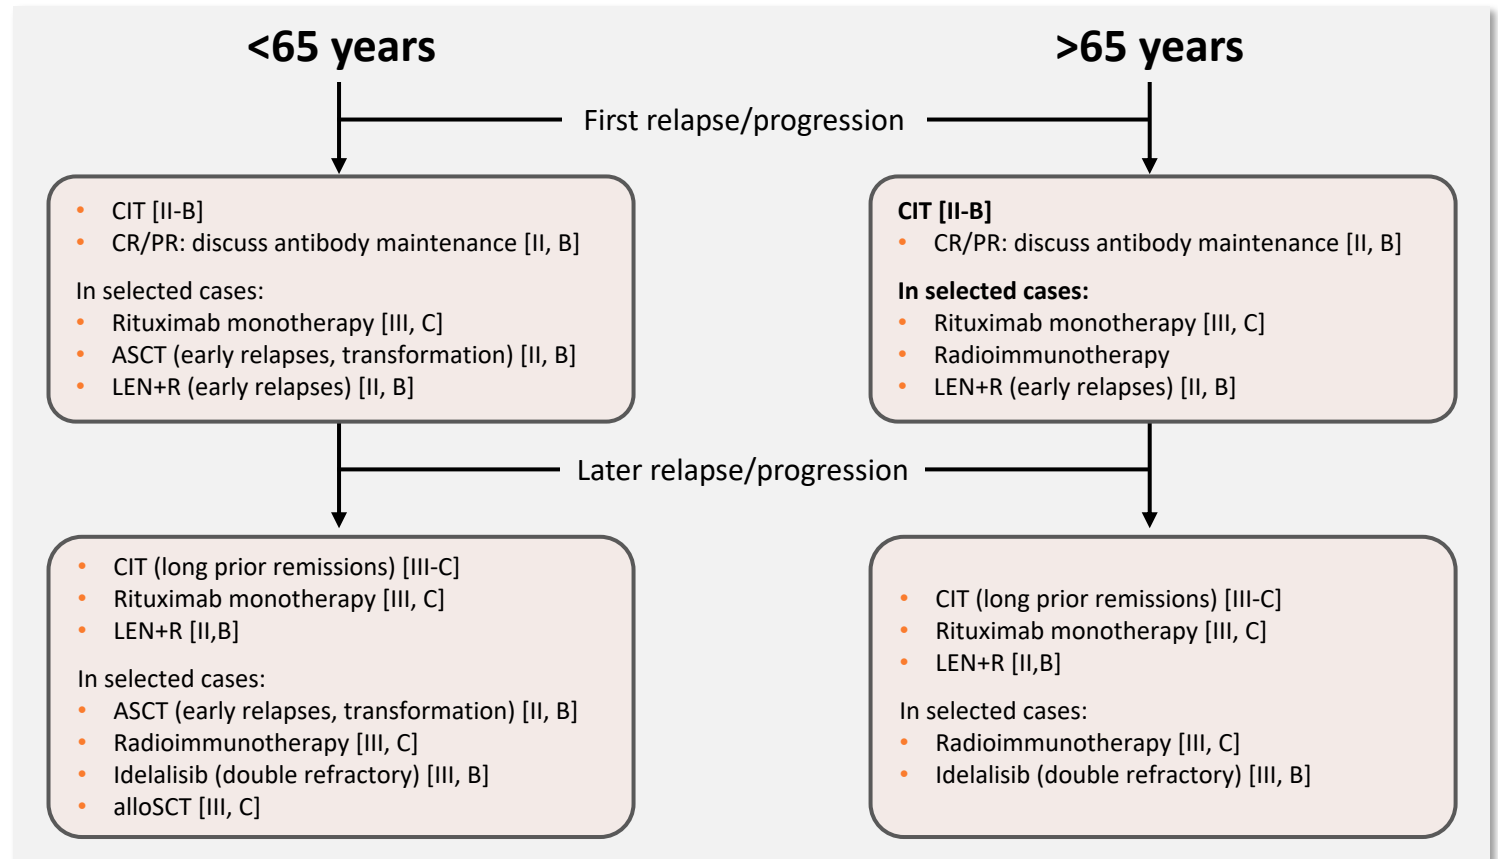 <65 years
>65 years
First relapse/progression
• CIT [II-B]
• CR/PR: discuss antibody maintenance [II, B]
In selected cases:
• Rituximab monotherapy [III, C]
• ASCT (early relapses, transformation) [II, B]
• LEN+R (early relapses) [II, B]
CIT [II-B]
• CR/PR: discuss antibody maintenance [II, B]
In selected cases:
• Rituximab monotherapy [III, C]
• Radioimmunotherapy
• LEN+R (early relapses) [II, B]
Later relapse/progression
• CIT (long prior remissions) [III-C]
• Rituximab monotherapy [III, C]
• LEN+R [II,B]
In selected cases:
• ASCT (early relapses, transformation) [II, B]
• Radioimmunotherapy [III, C]
• Idelalisib (double refractory) [III, B]
• alloSCT [III, C]
• CIT (long prior remissions) [III-C]
• Rituximab monotherapy [III, C]
• LEN+R [II,B]
In selected cases:
• Radioimmunotherapy [III, C]
• Idelalisib (double refractory) [III, B]